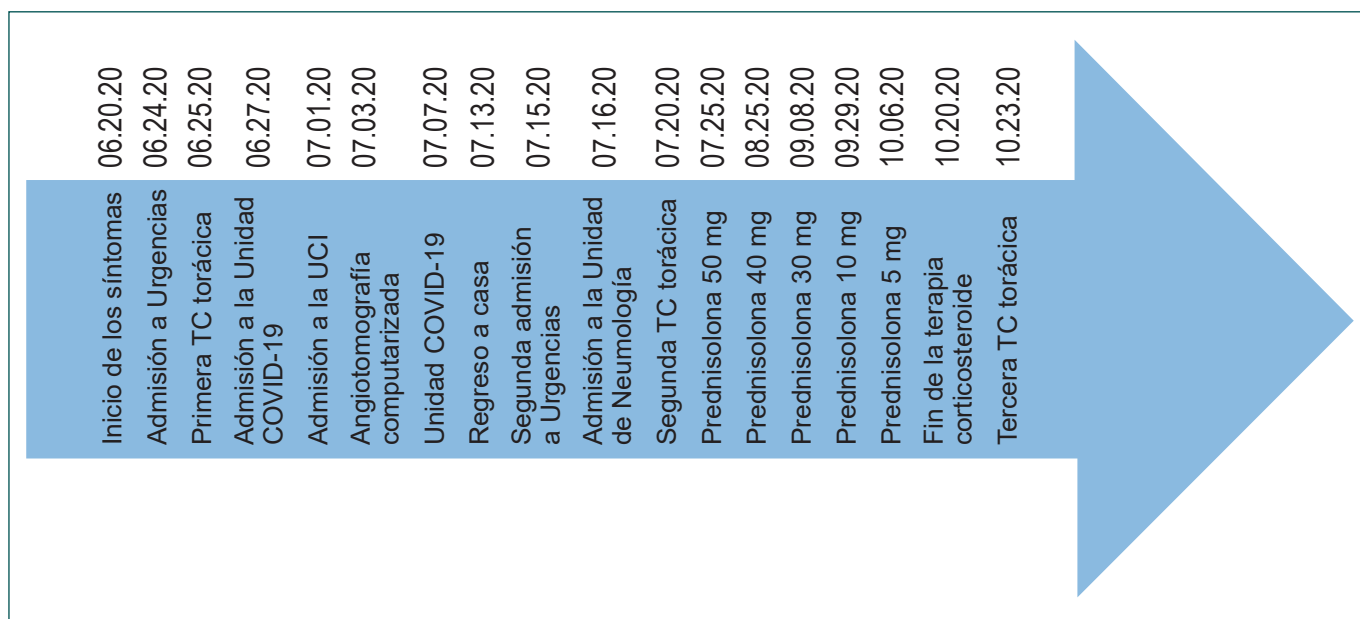 06.20.20
06.24.20
06.25.20
06.27.20
07.01.20
07.03.20
07.07.20
07.13.20
07.15.20
07.16.20
07.20.20
07.25.20
08.25.20
09.08.20
09.29.20
10.06.20
10.20.20
10.23.20
Inicio de los síntomas
Admisión a Urgencias
Primera TC torácica
Admisión a la Unidad
COVID-19
Admisión a la UCI
Angiotomografía
computarizada
Unidad COVID-19
Regreso a casa
Segunda admisión
a Urgencias
Admisión a la Unidad
de Neumología
Segunda TC torácica
Prednisolona 50 mg
Prednisolona 40 mg
Prednisolona 30 mg
Prednisolona 10 mg
Prednisolona 5 mg
Fin de la terapia
corticosteroide
Tercera TC torácica